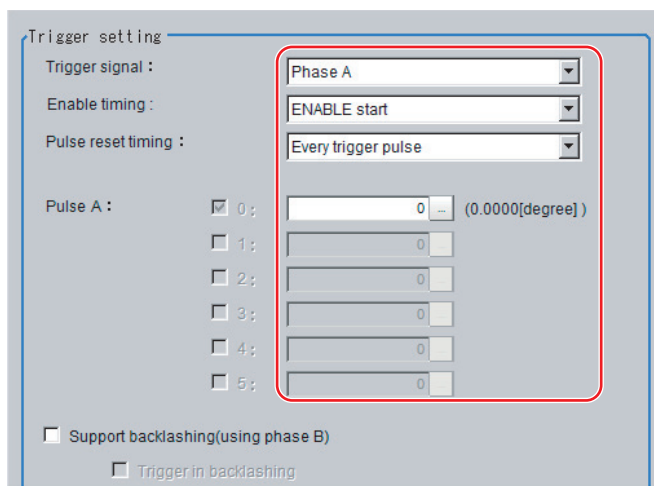 Trigger setting
Trigger signal : Phase A
Enable timing : ENABLE start
Pulse reset timing : Every trigger pulse
Pulse A : 0 : 0 ... (0.0000[degree] )
1 : 0
2 : 0
3 : 0
4 : 0
5 : 0
Support backlashing(using phase B)
Trigger in backlashing